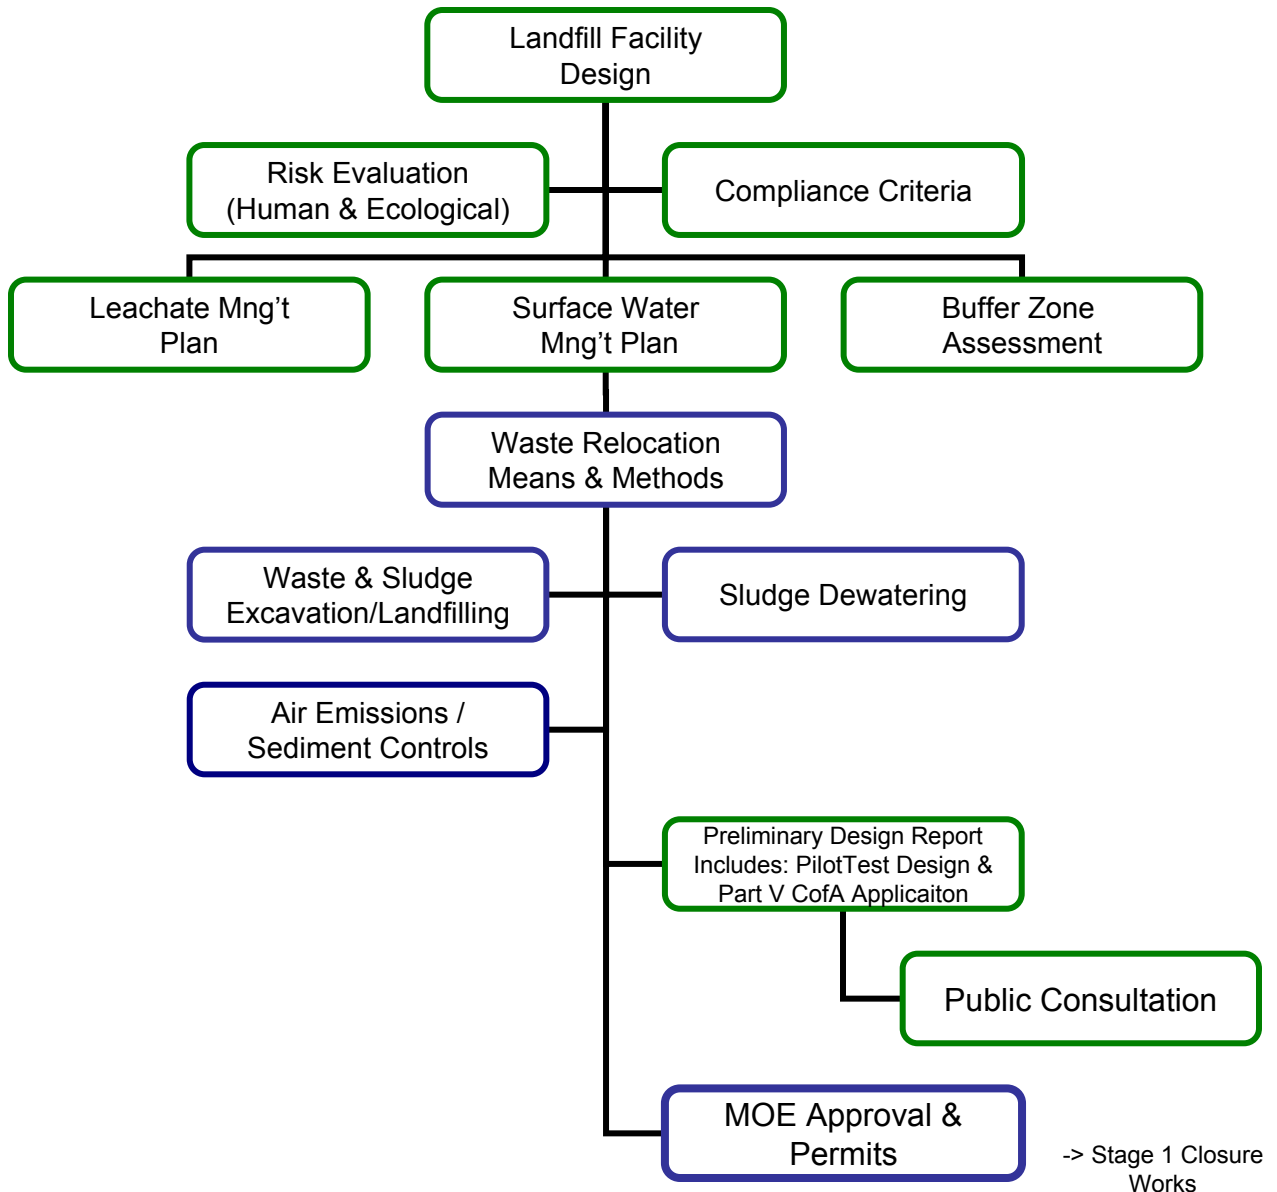 Landfill Facility
Design
Risk Evaluation
(Human & Ecological)
Compliance Criteria
Leachate Mng’t
Plan
Surface Water
Mng’t Plan
Buffer Zone
Assessment
Waste Relocation
Means & Methods
Waste & Sludge
Excavation/Landfilling
Sludge Dewatering
Air Emissions /
Sediment Controls
Preliminary Design Report
Includes: PilotTest Design &
Part V CofA Applicaiton
Public Consultation
MOE Approval &
Permits
-> Stage 1 Closure
Works